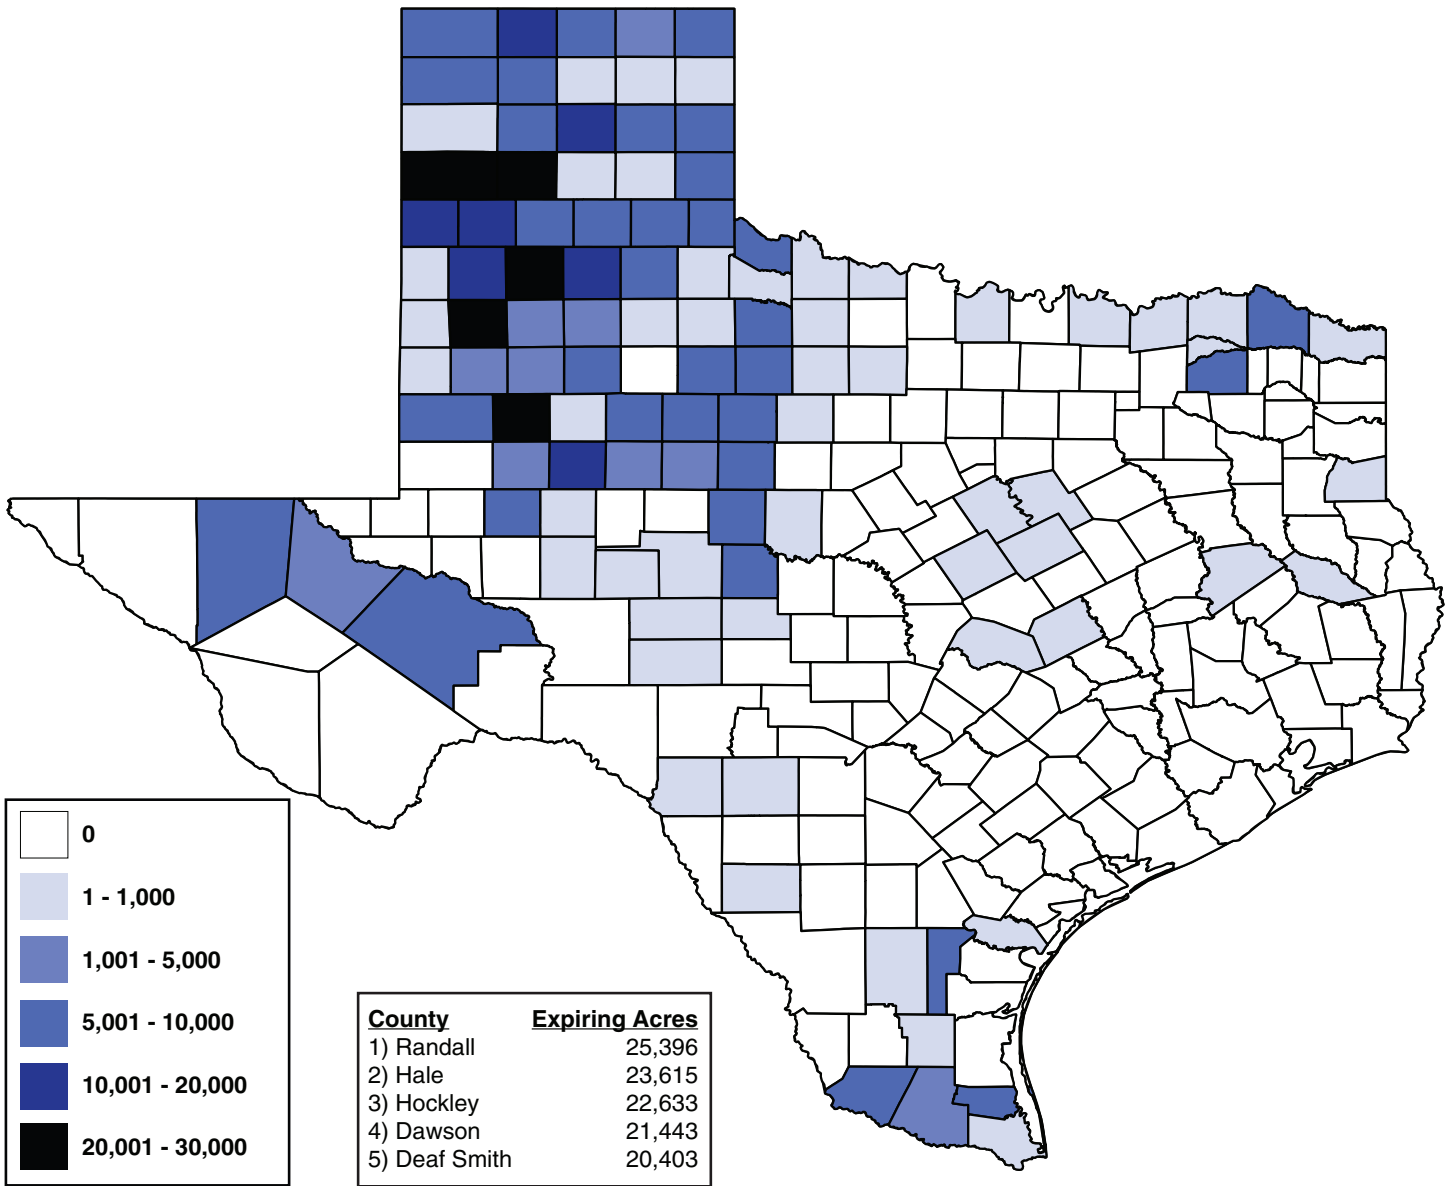 0
1 - 1,000
1,001 - 5,000
5,001 - 10,000
10,001 - 20,000
20,001 - 30,000
County Expiring Acres
1) Randall 25,396
2) Hale 23,615
3) Hockley 22,633
4) Dawson 21,443
5) Deaf Smith 20,403